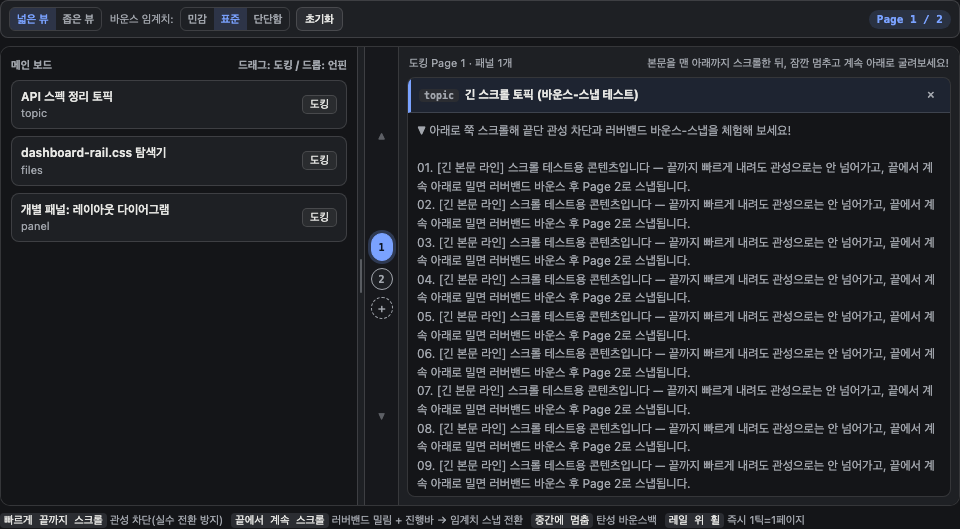 넓은 뷰 좁은 뷰 바운스 임계치: 민감 표준 단단함 초기화 Page 1 / 2
메인 보드 드래그: 도킹 / 드롭: 언핀
API 스펙 정리 토픽
topic
도킹
dashboard-rail.css 탐색기
files
도킹
개별 패널: 레이아웃 다이어그램
panel
도킹
▲
1
2
+
▼
도킹 Page 1 · 패널 1개 본문을 맨 아래까지 스크롤한 뒤, 잠깐 멈추고 계속 아래로 굴려보세요!
topic 긴 스크롤 토픽 (바운스-스냅 테스트) ×
▼ 아래로 쭉 스크롤해 끝단 관성 차단과 러버밴드 바운스-스냅을 체험해 보세요!
01. [긴 본문 라인] 스크롤 테스트용 콘텐츠입니다 — 끝까지 빠르게 내려도 관성으로는 안 넘어가고, 끝에서 계
속 아래로 밀면 러버밴드 바운스 후 Page 2로 스냅됩니다.
02. [긴 본문 라인] 스크롤 테스트용 콘텐츠입니다 — 끝까지 빠르게 내려도 관성으로는 안 넘어가고, 끝에서 계
속 아래로 밀면 러버밴드 바운스 후 Page 2로 스냅됩니다.
03. [긴 본문 라인] 스크롤 테스트용 콘텐츠입니다 — 끝까지 빠르게 내려도 관성으로는 안 넘어가고, 끝에서 계
속 아래로 밀면 러버밴드 바운스 후 Page 2로 스냅됩니다.
04. [긴 본문 라인] 스크롤 테스트용 콘텐츠입니다 — 끝까지 빠르게 내려도 관성으로는 안 넘어가고, 끝에서 계
속 아래로 밀면 러버밴드 바운스 후 Page 2로 스냅됩니다.
05. [긴 본문 라인] 스크롤 테스트용 콘텐츠입니다 — 끝까지 빠르게 내려도 관성으로는 안 넘어가고, 끝에서 계
속 아래로 밀면 러버밴드 바운스 후 Page 2로 스냅됩니다.
06. [긴 본문 라인] 스크롤 테스트용 콘텐츠입니다 — 끝까지 빠르게 내려도 관성으로는 안 넘어가고, 끝에서 계
속 아래로 밀면 러버밴드 바운스 후 Page 2로 스냅됩니다.
07. [긴 본문 라인] 스크롤 테스트용 콘텐츠입니다 — 끝까지 빠르게 내려도 관성으로는 안 넘어가고, 끝에서 계
속 아래로 밀면 러버밴드 바운스 후 Page 2로 스냅됩니다.
08. [긴 본문 라인] 스크롤 테스트용 콘텐츠입니다 — 끝까지 빠르게 내려도 관성으로는 안 넘어가고, 끝에서 계
속 아래로 밀면 러버밴드 바운스 후 Page 2로 스냅됩니다.
09. [긴 본문 라인] 스크롤 테스트용 콘텐츠입니다 — 끝까지 빠르게 내려도 관성으로는 안 넘어가고, 끝에서 계
속 아래로 밀면 러버밴드 바운스 후 Page 2로 스냅됩니다.
빠르게 끝까지 스크롤 관성 차단(실수 전환 방지) 끝에서 계속 스크롤 러버밴드 밀림 + 진행바 → 임계치 스냅 전환 중간에 멈춤 탄성 바운스백 레일 위 휠 즉시 1틱=1페이지